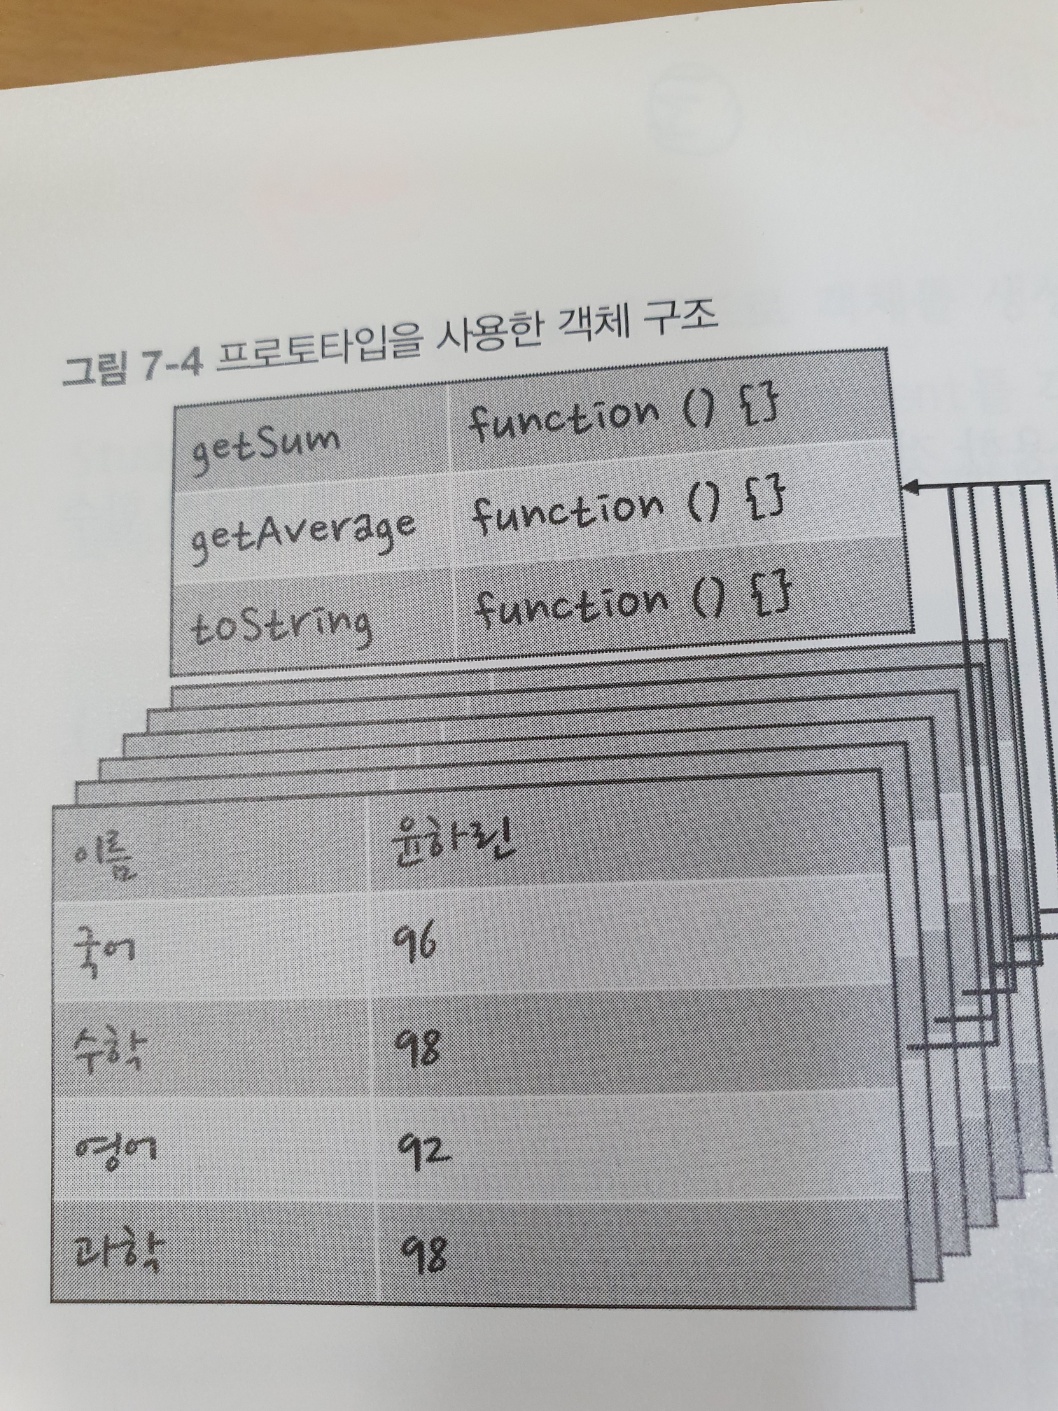 그림 7-4 프로토타입을 사용한 객체 구조
getSum function () {}
getAverage function () {}
toString function () {}
이름 윤하린
국어 96
수학 98
영어 92
과학 98